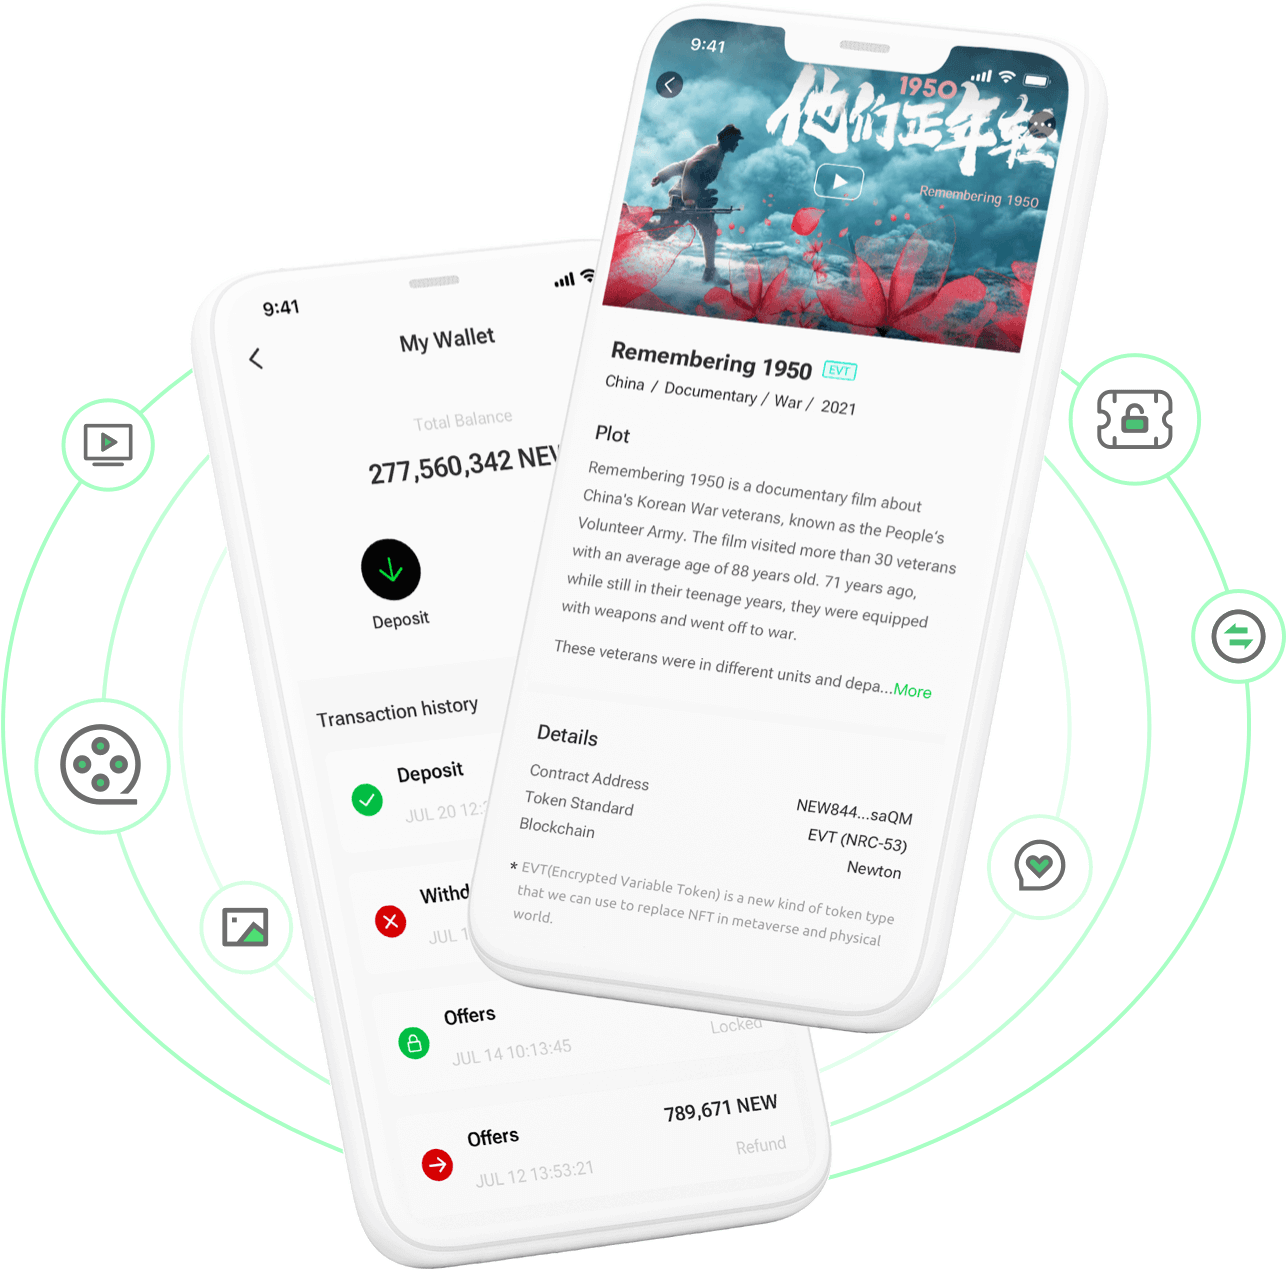 9:41
My Wallet
Total Balance
277,560,342 NEW
Deposit
Transaction history
Deposit
JUL 20 12:3
Withd
JUL 1
Offers
JUL 14 10:13:45
Locked
Offers
JUL 12 13:53:21
789,671 NEW
Refund
9:41
1950
他们正年轻
Remembering 1950
Remembering 1950 EVT
China / Documentary / War / 2021
Plot
Remembering 1950 is a documentary film about
China's Korean War veterans, known as the People's
Volunteer Army. The film visited more than 30 veterans
with an average age of 88 years old. 71 years ago,
while still in their teenage years, they were equipped
with weapons and went off to war.
These veterans were in different units and depa...More
Details
Contract Address NEW844...saQM
Token Standard EVT (NRC-53)
Blockchain Newton
* EVT(Encrypted Variable Token) is a new kind of token type
that we can use to replace NFT in metaverse and physical
world.